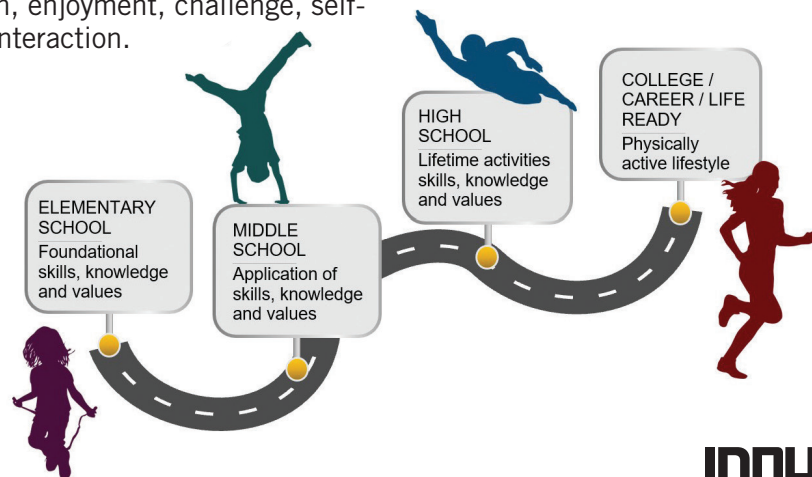 enjoyment, challenge, self-
nteraction.
ELEMENTARY
SCHOOL
Foundational
skills, knowledge
and values
MIDDLE
SCHOOL
Application of
skills, knowledge
and values
HIGH
SCHOOL
Lifetime activities
skills, knowledge
and values
COLLEGE /
CAREER / LIFE
READY
Physically
active lifestyle